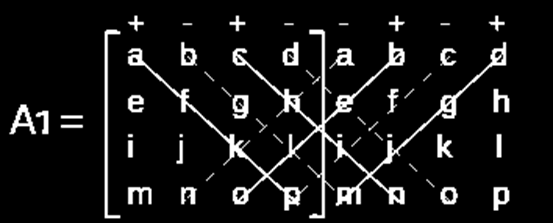 + - + - - + - +
a b c d a b c d
e f g h e f g h
A1 =
i j k l i j k l
m n o p m n o p